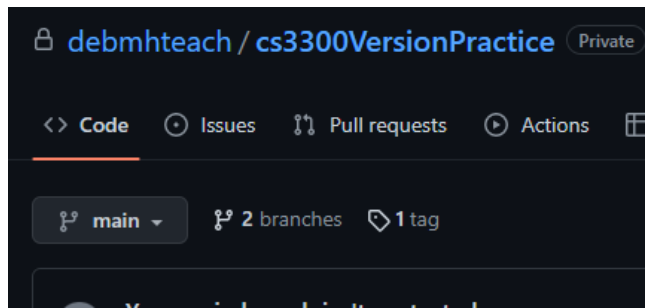 debmhteach / cs3300VersionPractice Private
Code Issues Pull requests Actions
main 2 branches 1 tag